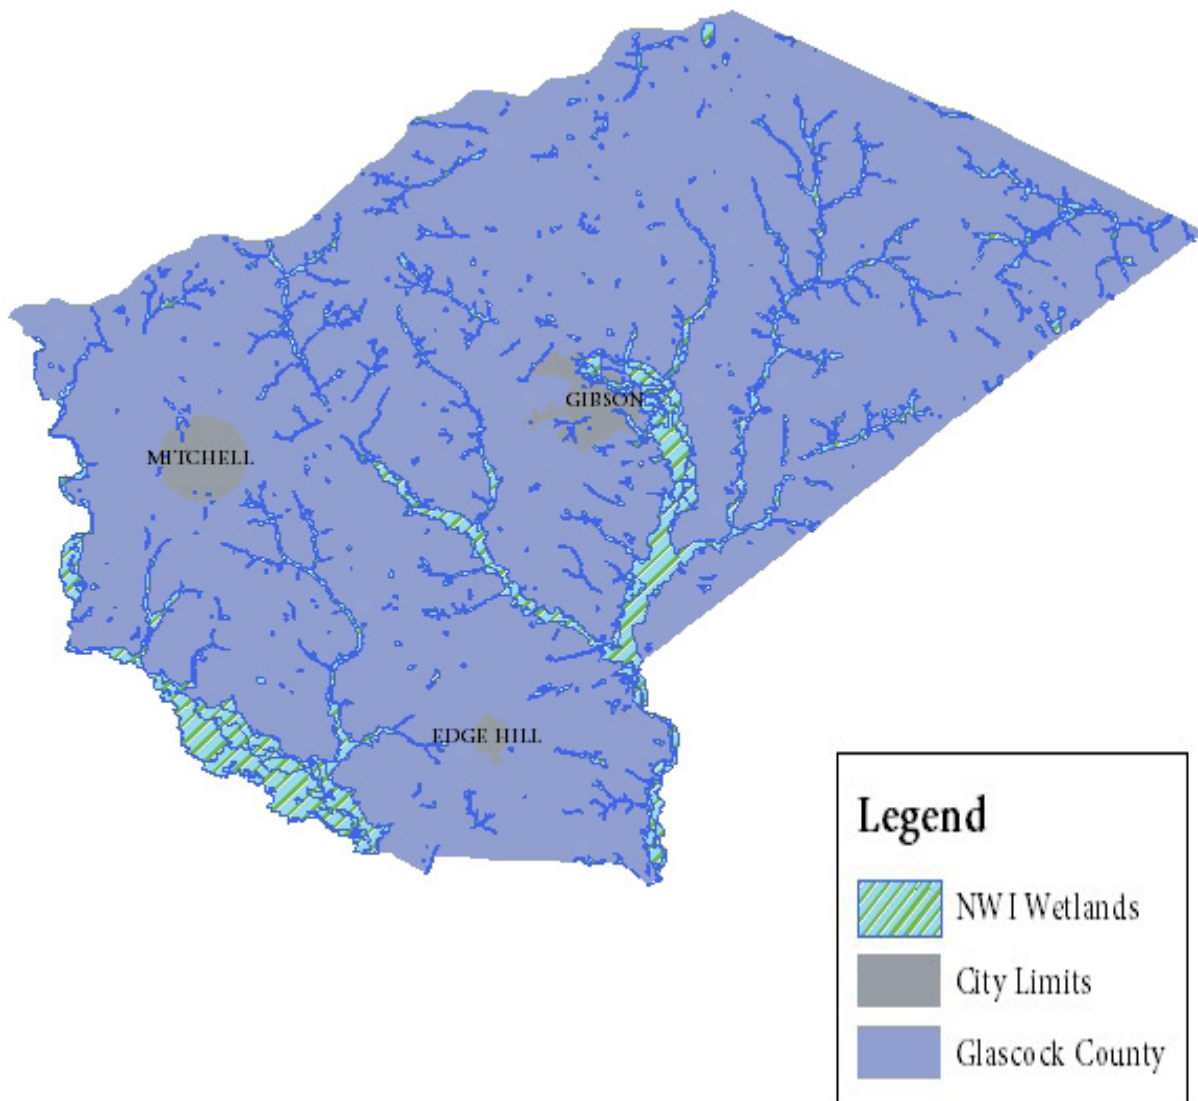 GIBSON
MITCHELL
EDGE HILL
Legend
NWI Wetlands
City Limits
Glascock County